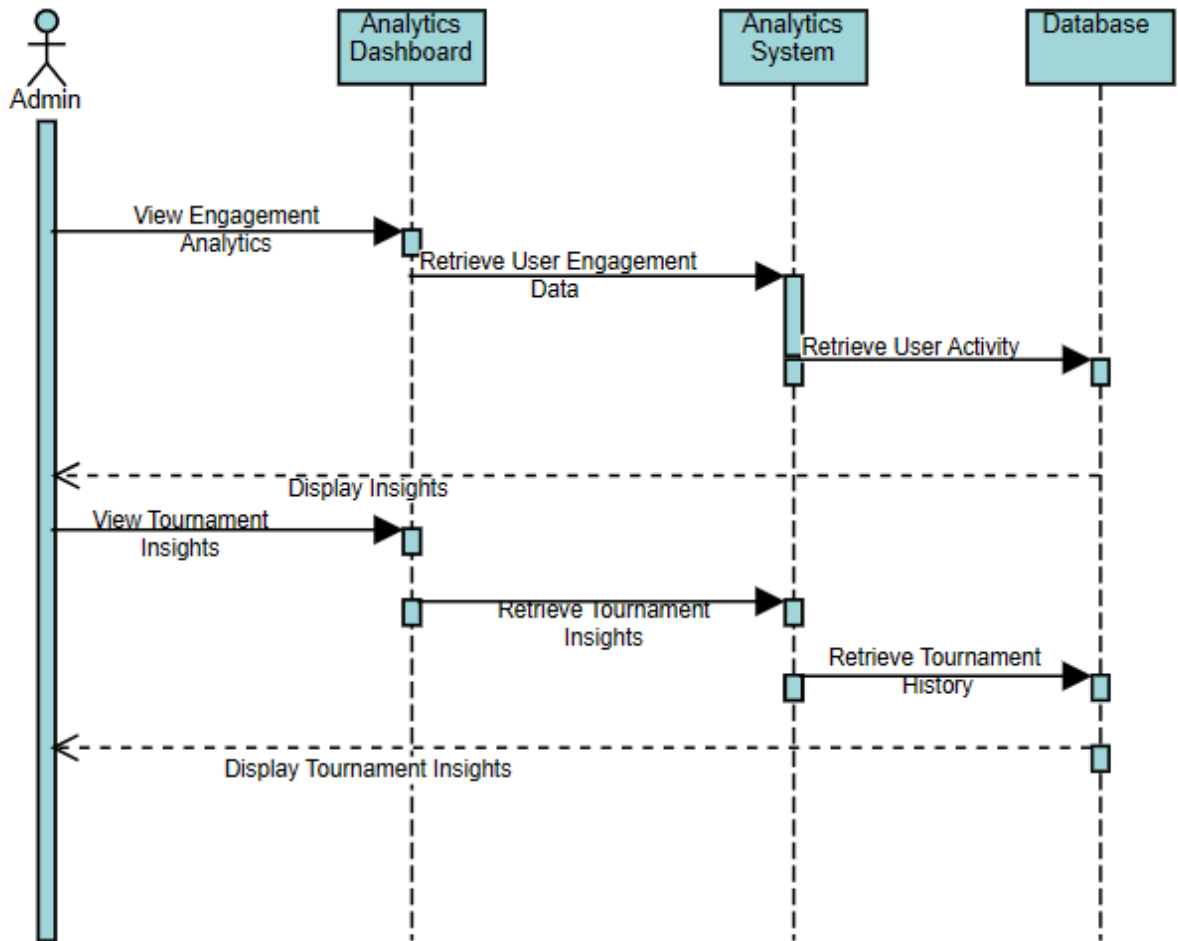 Analytics
Dashboard
Analytics
System
Database
Admin
View Engagement
Analytics
Retrieve User Engagement
Data
Retrieve User Activity
Display Insights
View Tournament
Insights
Retrieve Tournament
Insights
Retrieve Tournament
History
Display Tournament Insights